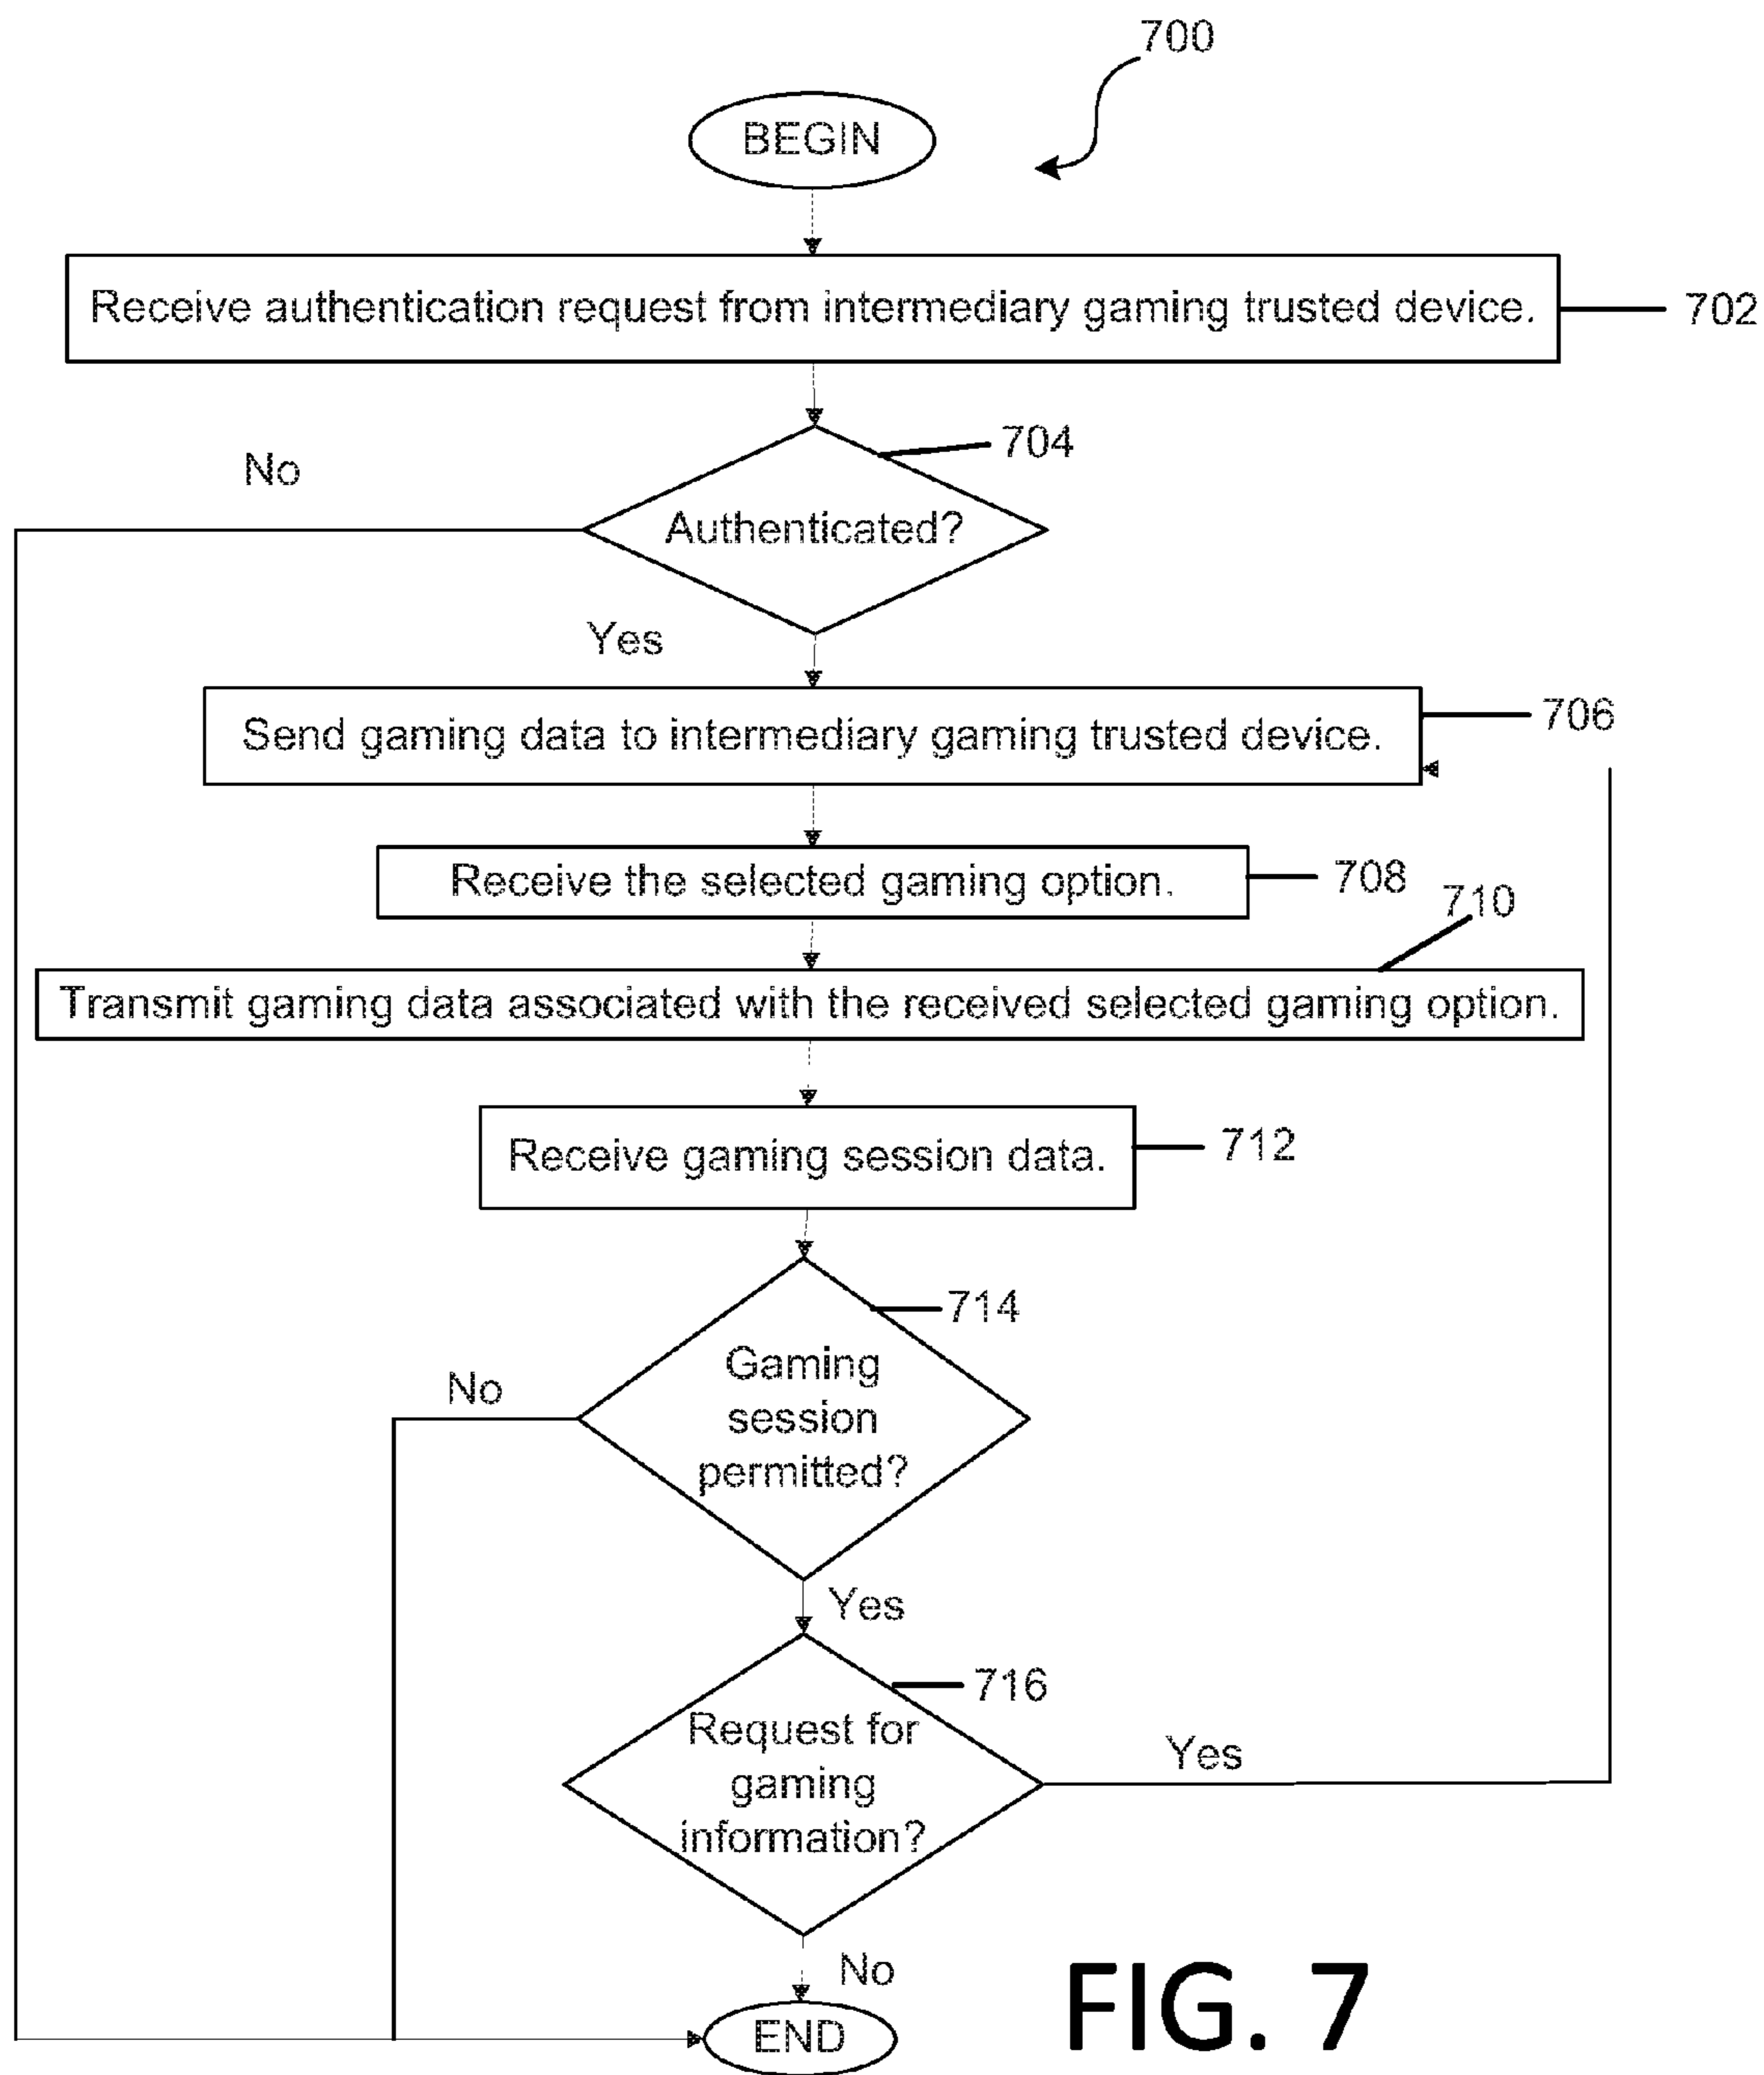 700
BEGIN
Receive authentication request from intermediary gaming trusted device.
702
704
No
Authenticated?
Yes
Send gaming data to intermediary gaming trusted device.
706
Receive the selected gaming option.
708
710
Transmit gaming data associated with the received selected gaming option.
Receive gaming session data.
712
714
Gaming
session
permitted?
No
Yes
716
Request for
gaming
information?
Yes
No
END
FIG. 7